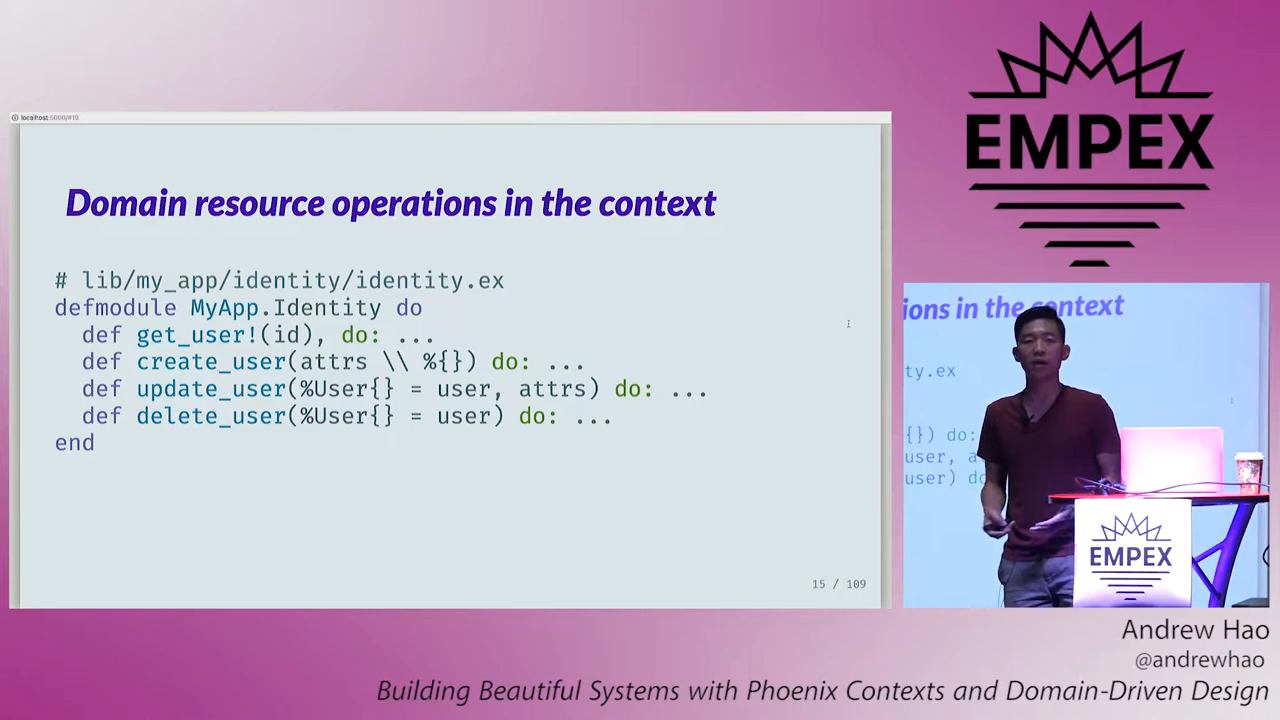 localhost:5000/#19
Domain resource operations in the context
# lib/my_app/identity/identity.ex
defmodule MyApp.Identity do
  def get_user!(id), do: ...
  def create_user(attrs \\ %{}) do: ...
  def update_user(%User{} = user, attrs) do: ...
  def delete_user(%User{} = user) do: ...
end
15 / 109
EMPEX
ions in the context
ty.ex
{}) do:
user, a
user) do
EMPEX
Andrew Hao
@andrewhao
Building Beautiful Systems with Phoenix Contexts and Domain-Driven Design